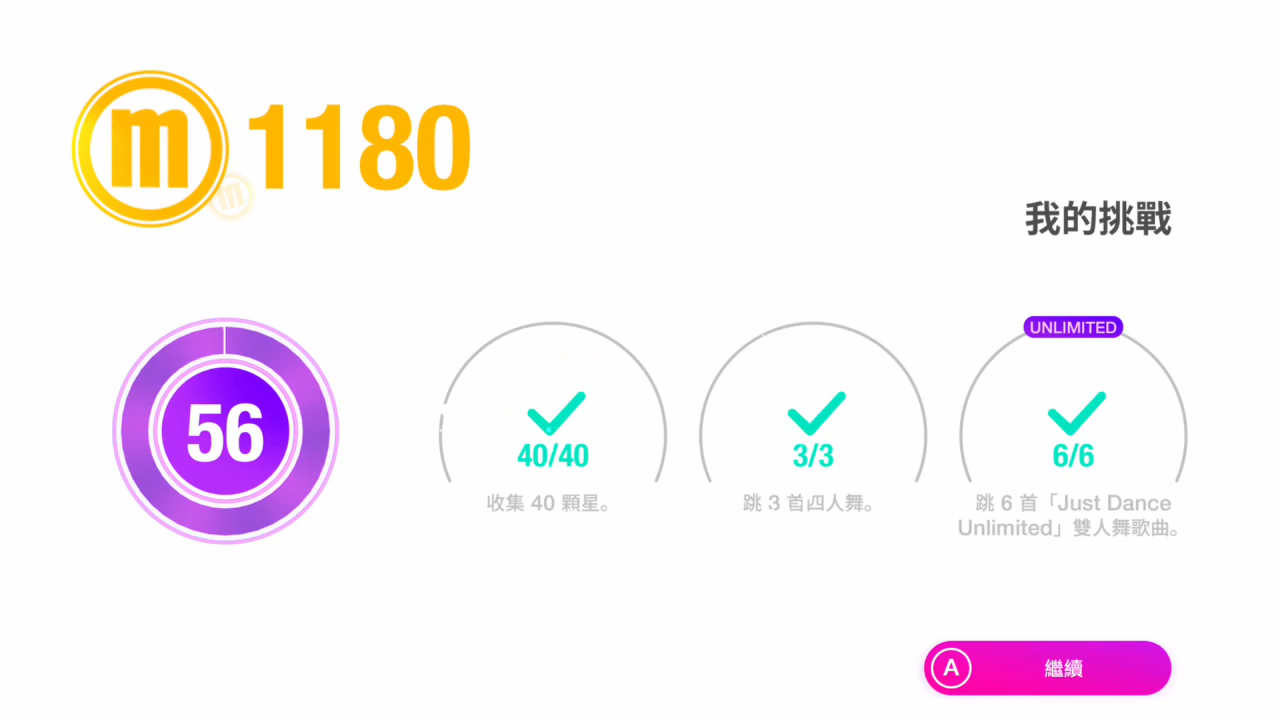 m 1180
我的挑戰
56
40/40
收集 40 顆星。
3/3
跳 3 首四人舞。
UNLIMITED
6/6
跳 6 首「Just Dance
Unlimited」雙人舞歌曲。
A 繼續